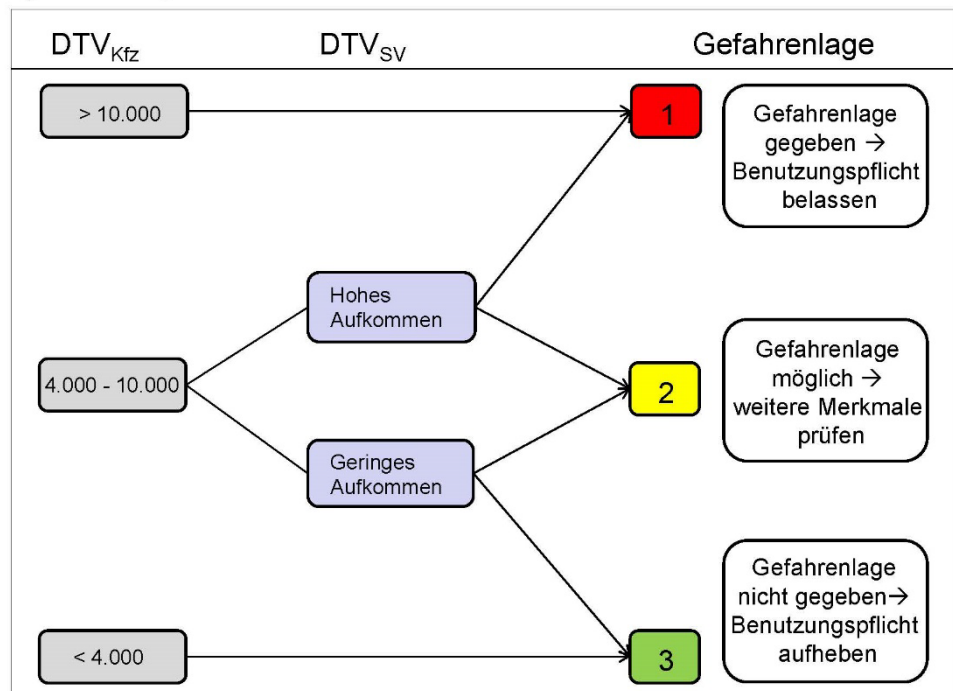 DTVKfz DTVSV Gefahrenlage
> 10.000
1
Gefahrenlage
gegeben →
Benutzungspflicht
belassen
Hohes
Aufkommen
4.000 - 10.000
2
Gefahrenlage
möglich →
weitere Merkmale
prüfen
Geringes
Aufkommen
< 4.000
3
Gefahrenlage
nicht gegeben→
Benutzungspflicht
aufheben